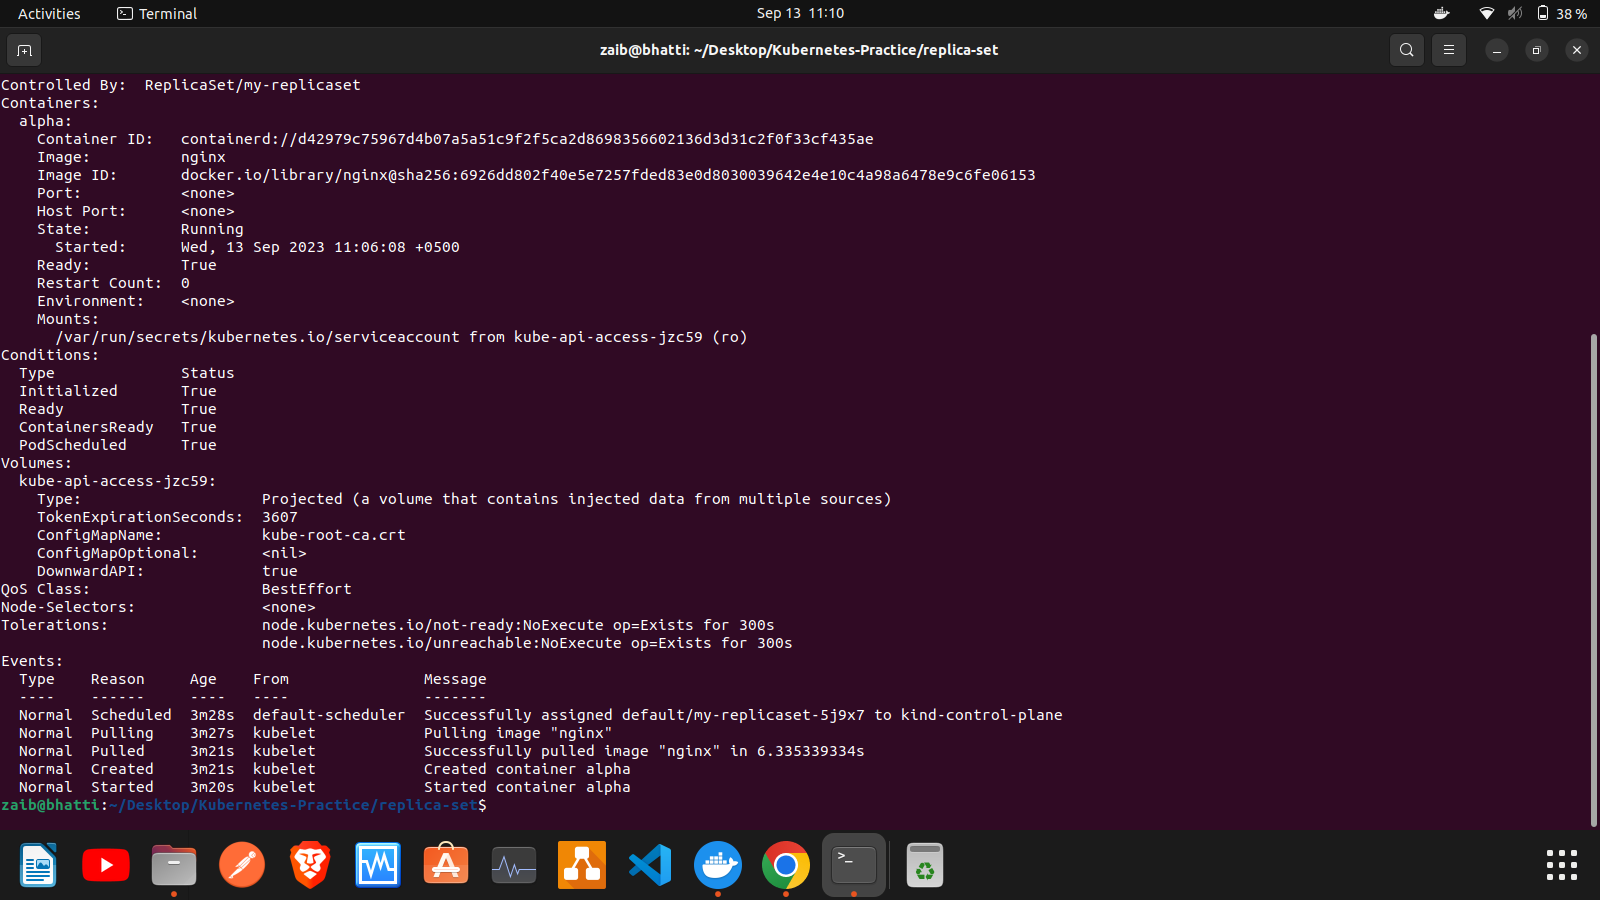 Activities Terminal Sep 13 11:10 38 %
zaib@bhatti: ~/Desktop/Kubernetes-Practice/replica-set
Controlled By:  ReplicaSet/my-replicaset
Containers:
  alpha:
    Container ID:   containerd://d42979c75967d4b07a5a51c9f2f5ca2d8698356602136d3d31c2f0f33cf435ae
    Image:          nginx
    Image ID:       docker.io/library/nginx@sha256:6926dd802f40e5e7257fded83e0d8030039642e4e10c4a98a6478e9c6fe06153
    Port:           <none>
    Host Port:      <none>
    State:          Running
      Started:      Wed, 13 Sep 2023 11:06:08 +0500
    Ready:          True
    Restart Count:  0
    Environment:    <none>
    Mounts:
      /var/run/secrets/kubernetes.io/serviceaccount from kube-api-access-jzc59 (ro)
Conditions:
  Type              Status
  Initialized       True
  Ready             True
  ContainersReady   True
  PodScheduled      True
Volumes:
  kube-api-access-jzc59:
    Type:                    Projected (a volume that contains injected data from multiple sources)
    TokenExpirationSeconds:  3607
    ConfigMapName:           kube-root-ca.crt
    ConfigMapOptional:       <nil>
    DownwardAPI:             true
QoS Class:                   BestEffort
Node-Selectors:              <none>
Tolerations:                 node.kubernetes.io/not-ready:NoExecute op=Exists for 300s
                             node.kubernetes.io/unreachable:NoExecute op=Exists for 300s
Events:
  Type    Reason     Age    From               Message
  ----    ------     ----   ----               -------
  Normal  Scheduled  3m28s  default-scheduler  Successfully assigned default/my-replicaset-5j9x7 to kind-control-plane
  Normal  Pulling    3m27s  kubelet            Pulling image "nginx"
  Normal  Pulled     3m21s  kubelet            Successfully pulled image "nginx" in 6.335339334s
  Normal  Created    3m21s  kubelet            Created container alpha
  Normal  Started    3m20s  kubelet            Started container alpha
zaib@bhatti:~/Desktop/Kubernetes-Practice/replica-set$